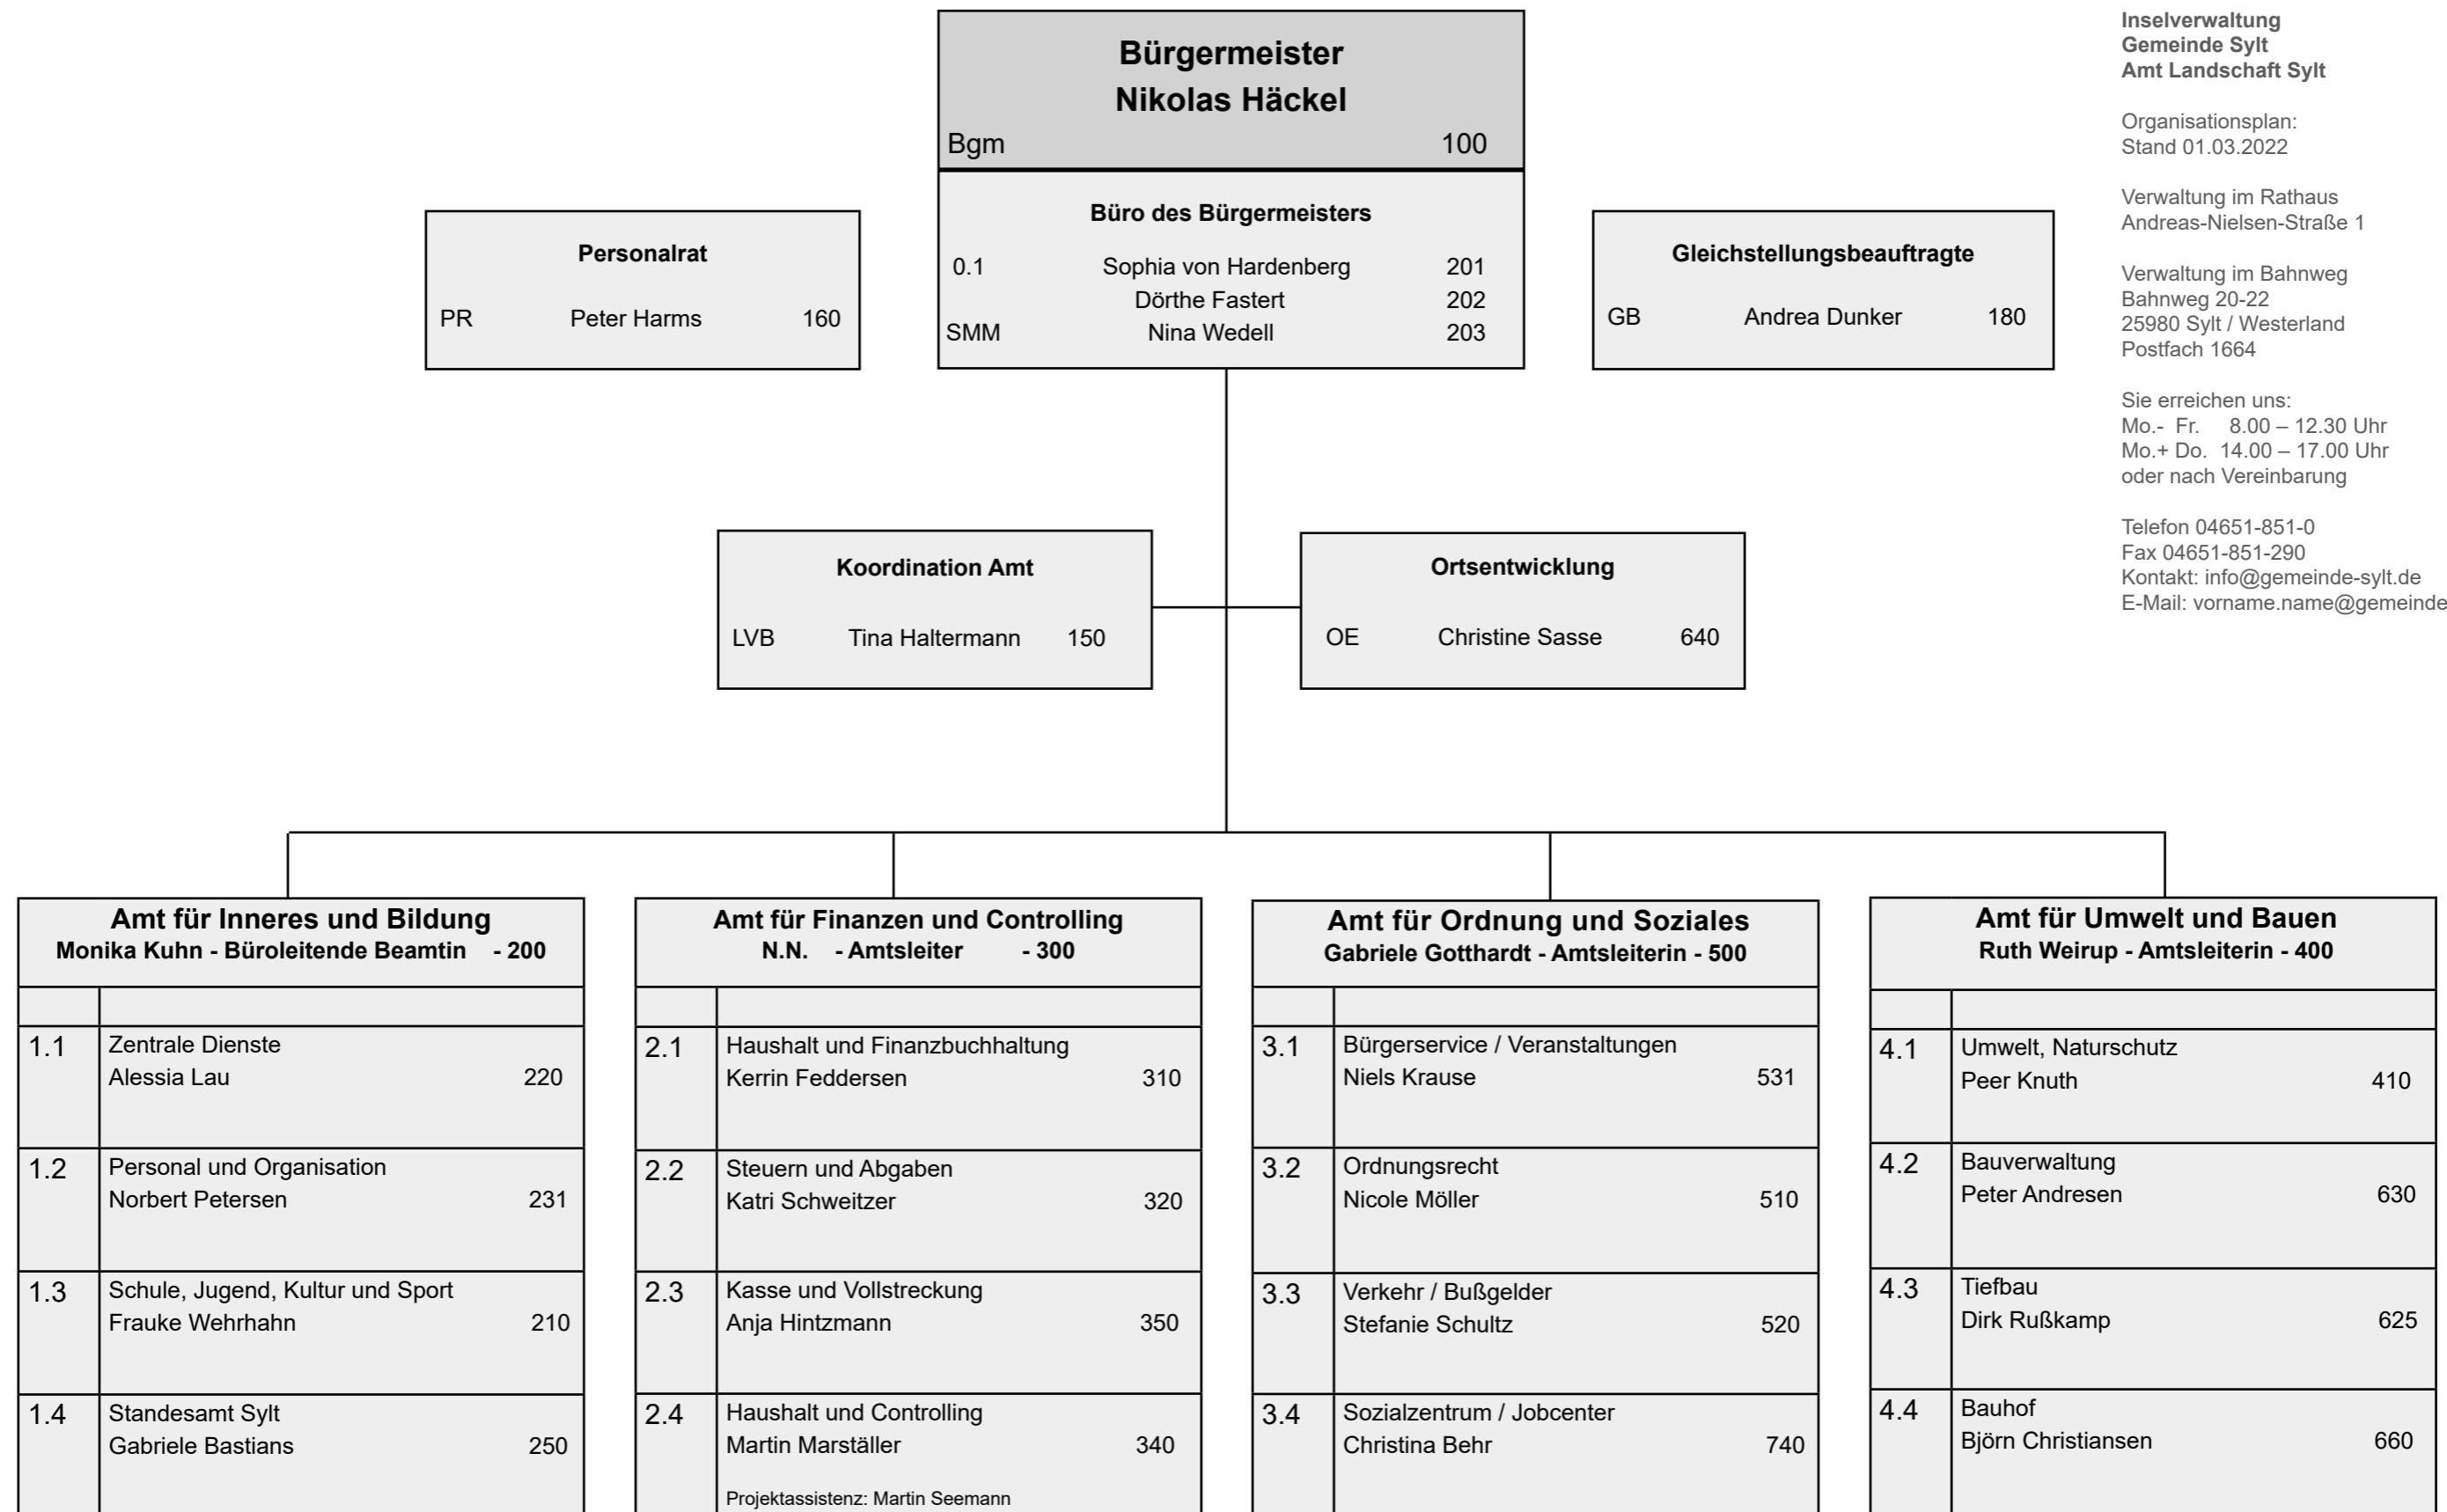 Bürgermeister
Nikolas Häckel
Bgm 100
Büro des Bürgermeisters
0.1 Sophia von Hardenberg 201
Dörthe Fastert 202
SMM Nina Wedell 203
Personalrat
PR Peter Harms 160
Gleichstellungsbeauftragte
GB Andrea Dunker 180
Inselverwaltung
Gemeinde Sylt
Amt Landschaft Sylt
Organisationsplan:
Stand 01.03.2022
Verwaltung im Rathaus
Andreas-Nielsen-Straße 1
Verwaltung im Bahnweg
Bahnweg 20-22
25980 Sylt / Westerland
Postfach 1664
Sie erreichen uns:
Mo.- Fr. 8.00 – 12.30 Uhr
Mo.+ Do. 14.00 – 17.00 Uhr
oder nach Vereinbarung
Telefon 04651-851-0
Fax 04651-851-290
Kontakt: info@gemeinde-sylt.de
E-Mail: vorname.name@gemeinde
Koordination Amt
LVB Tina Haltermann 150
Ortsentwicklung
OE Christine Sasse 640
Amt für Inneres und Bildung
Monika Kuhn - Büroleitende Beamtin - 200
1.1 Zentrale Dienste
Alessia Lau 220
1.2 Personal und Organisation
Norbert Petersen 231
1.3 Schule, Jugend, Kultur und Sport
Frauke Wehrhahn 210
1.4 Standesamt Sylt
Gabriele Bastians 250
Amt für Finanzen und Controlling
N.N. - Amtsleiter - 300
2.1 Haushalt und Finanzbuchhaltung
Kerrin Feddersen 310
2.2 Steuern und Abgaben
Katri Schweitzer 320
2.3 Kasse und Vollstreckung
Anja Hintzmann 350
2.4 Haushalt und Controlling
Martin Marställer 340
Projektassistenz: Martin Seemann
Amt für Ordnung und Soziales
Gabriele Gotthardt - Amtsleiterin - 500
3.1 Bürgerservice / Veranstaltungen
Niels Krause 531
3.2 Ordnungsrecht
Nicole Möller 510
3.3 Verkehr / Bußgelder
Stefanie Schultz 520
3.4 Sozialzentrum / Jobcenter
Christina Behr 740
Amt für Umwelt und Bauen
Ruth Weirup - Amtsleiterin - 400
4.1 Umwelt, Naturschutz
Peer Knuth 410
4.2 Bauverwaltung
Peter Andresen 630
4.3 Tiefbau
Dirk Rußkamp 625
4.4 Bauhof
Björn Christiansen 660